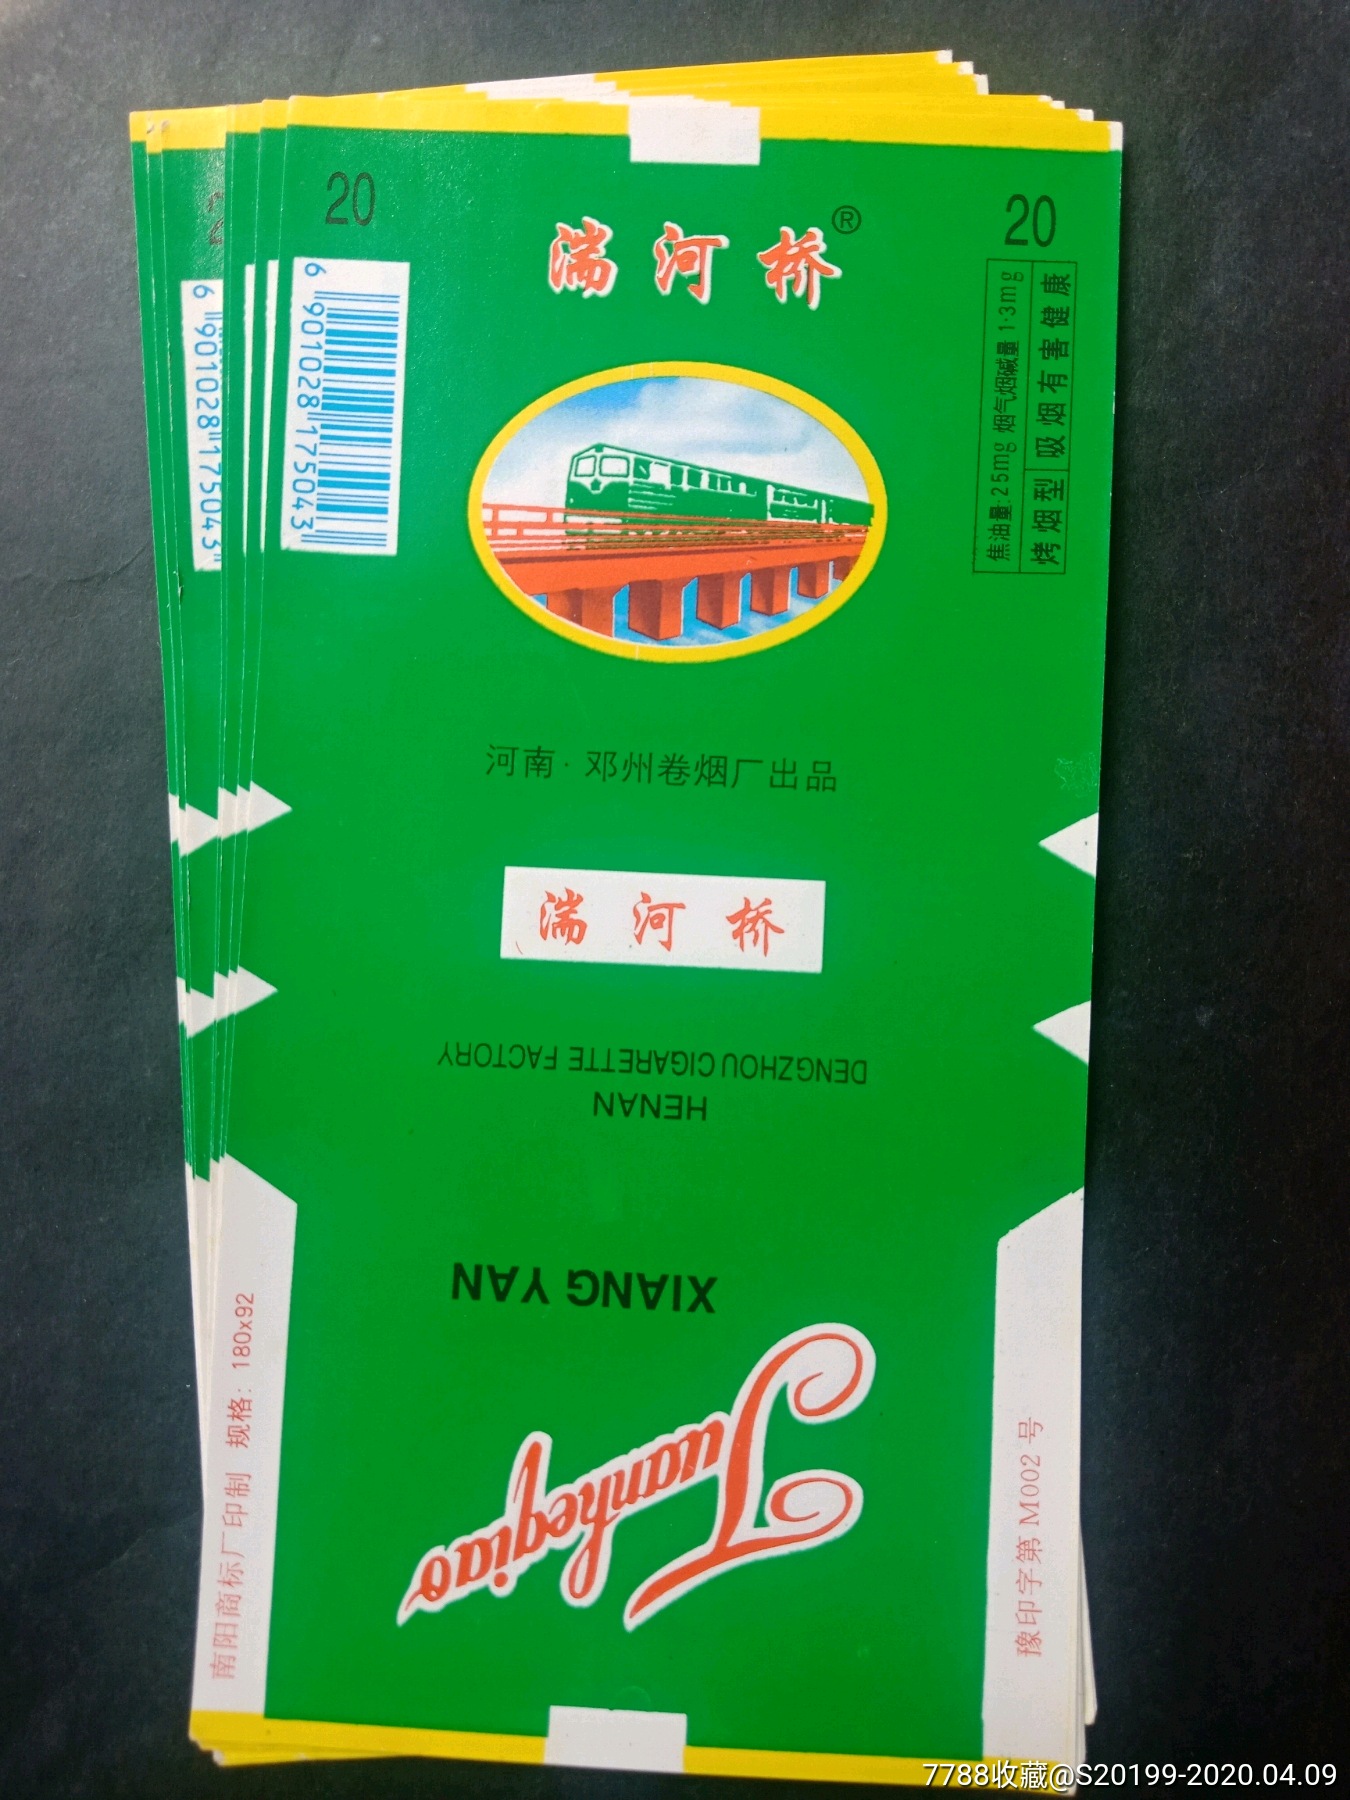 20
6 901028 175043
湍河桥®
20
焦油量:25mg 烟气烟碱量1·3mg
烤烟型 吸烟有害健康
河南·邓州卷烟厂出品
湍河桥
DENGZHOU CIGARETTE FACTORY
HENAN
XIANG YAN
Tuanheqiao
南阳商标厂印制 规格：180x92
豫印字第M002号
6 901028 175043
7788收藏@S20199-2020.04.09